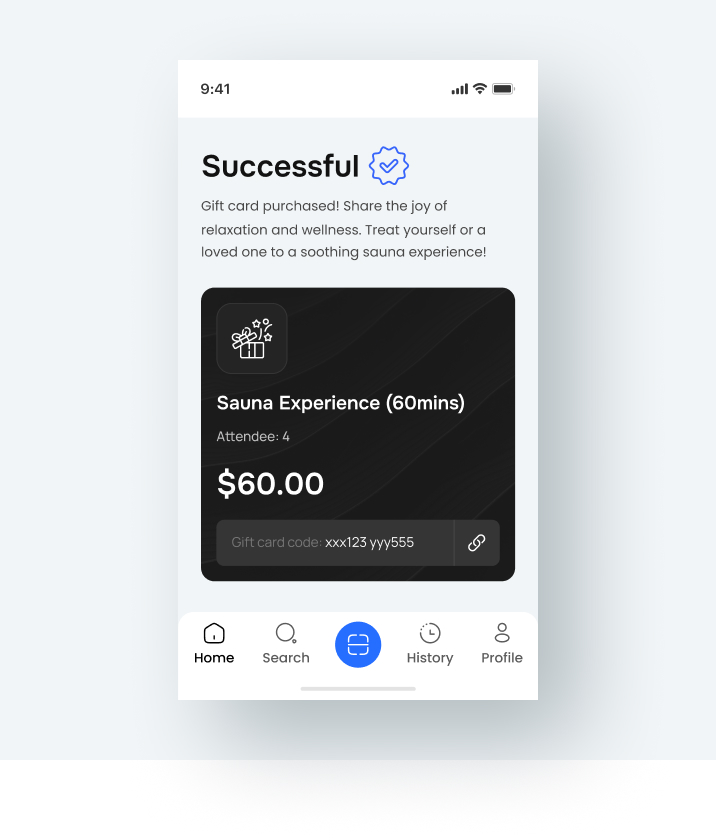 9:41
Successful
Gift card purchased! Share the joy of
relaxation and wellness. Treat yourself or a
loved one to a soothing sauna experience!
Sauna Experience (60mins)
Attendee: 4
$60.00
Gift card code: xxx123 yyy555
Home
Search
History
Profile